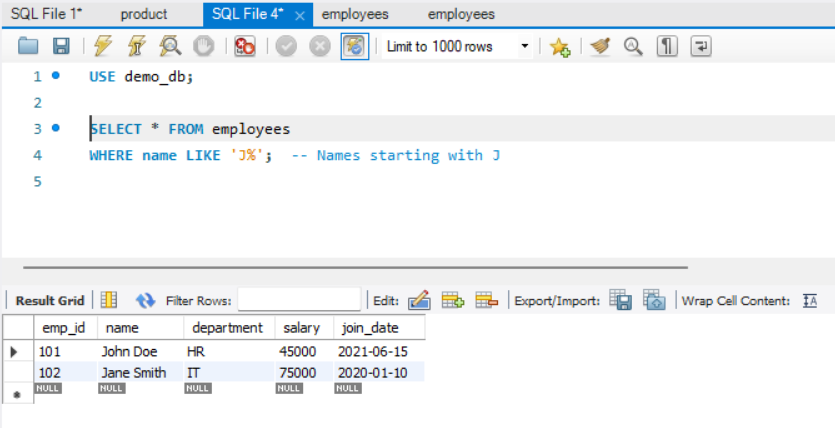 SQL File 1* product SQL File 4* × employees employees
Limit to 1000 rows
1 USE demo_db;
2
3 SELECT * FROM employees
4 WHERE name LIKE 'J%'; -- Names starting with J
5
Result Grid Filter Rows: Edit: Export/Import: Wrap Cell Content: IA
emp_id name department salary join_date
101 John Doe HR 45000 2021-06-15
102 Jane Smith IT 75000 2020-01-10
NULL NULL NULL NULL NULL